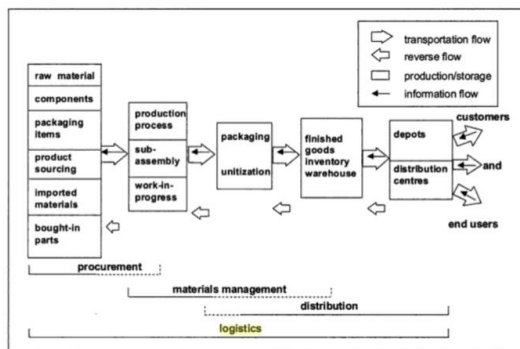 transportation flow
reverse flow
production/storage
information flow
raw material
components
packaging
items
product
sourcing
imported
materials
bought-in
parts
production
process
sub-
assembly
work-in-
progress
packaging
unitization
finished
goods
inventory
warehouse
depots
distribution
centres
customers
and
end users
procurement
materials management
distribution
logistics